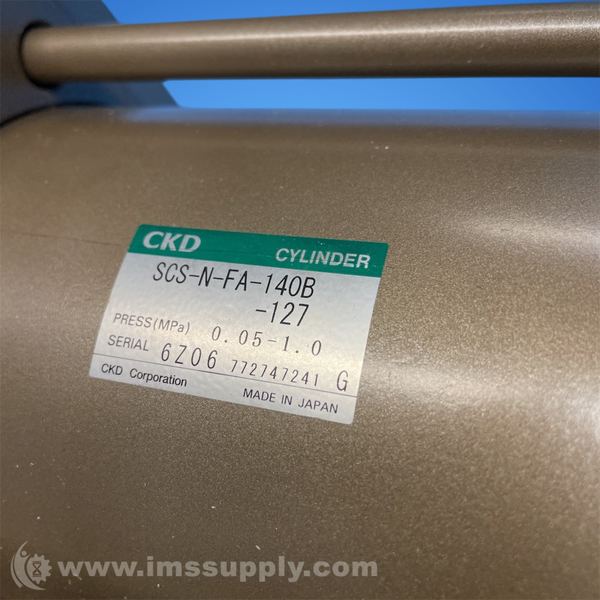 CKD CYLINDER
SCS-N-FA-140B
-127
PRESS(MPa) 0.05-1.0
SERIAL 6Z06 772747241 G
CKD Corporation MADE IN JAPAN
www.imssupply.com